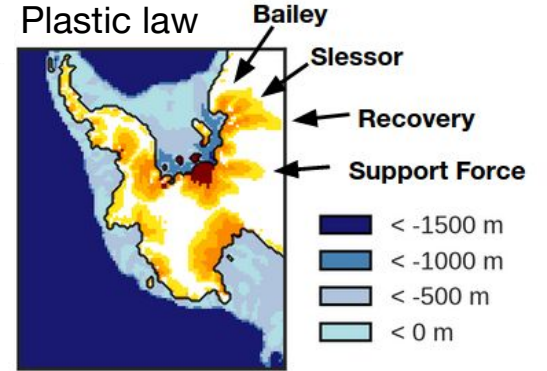 Plastic law
Bailey
Slessor
Recovery
Support Force
< -1500 m
< -1000 m
< -500 m
< 0 m